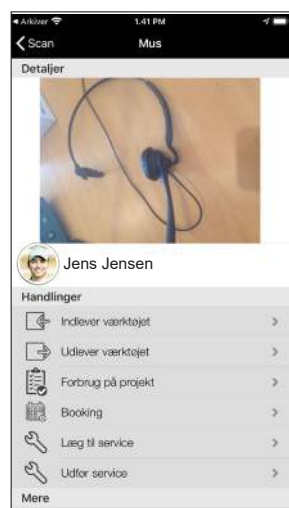 Arkiver
1.41 PM
Scan
Mus
Detaljer
Jens Jensen
Handlinger
Indlever værktøjet
Udlever værktøjet
Forbrug på projekt
Booking
Læg til service
Udfør service
Mere